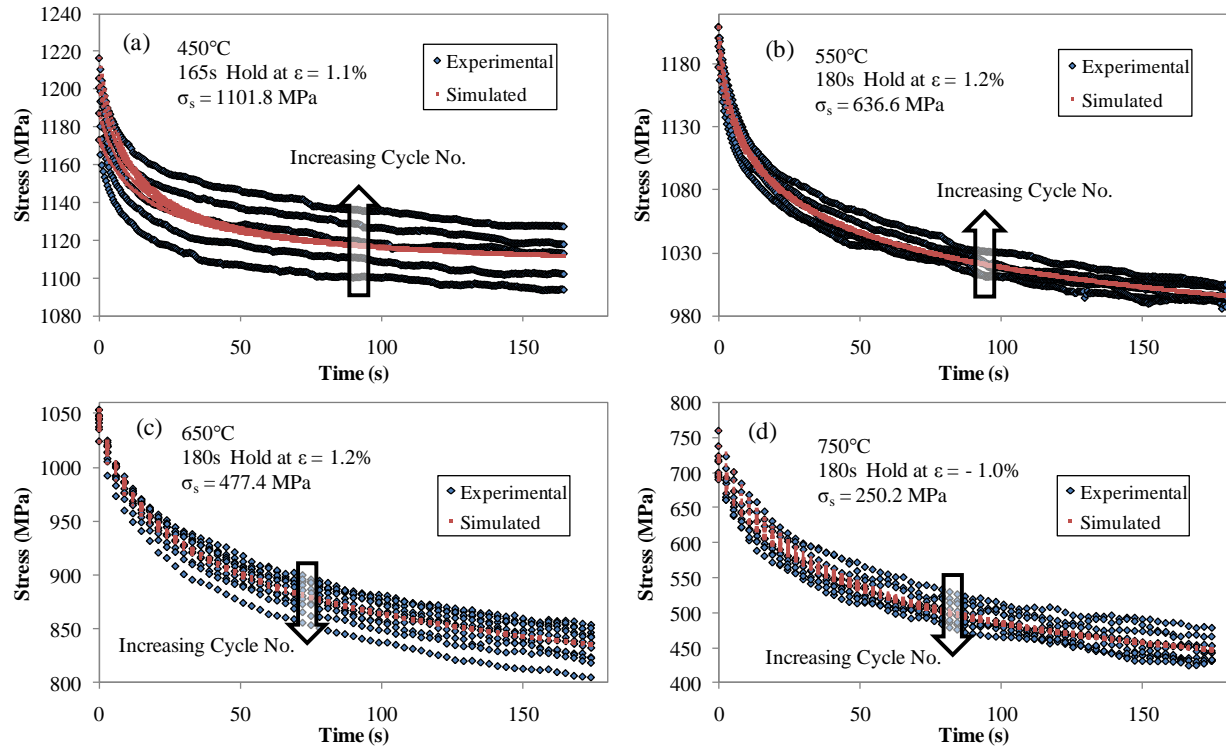 (a)
450°C
165s Hold at ε = 1.1%
σs = 1101.8 MPa
Experimental
Simulated
Increasing Cycle No.
Stress (MPa)
1240
1220
1200
1180
1160
1140
1120
1100
1080
0
50
100
150
Time (s)
(b)
550°C
180s Hold at ε = 1.2%
σs = 636.6 MPa
Experimental
Simulated
Increasing Cycle No.
Stress (MPa)
1180
1130
1080
1030
980
0
50
100
150
Time (s)
(c)
650°C
180s Hold at ε = 1.2%
σs = 477.4 MPa
Experimental
Simulated
Increasing Cycle No.
Stress (MPa)
1050
1000
950
900
850
800
0
50
100
150
Time (s)
(d)
750°C
180s Hold at ε = - 1.0%
σs = 250.2 MPa
Experimental
Simulated
Increasing Cycle No.
Stress (MPa)
800
750
700
650
600
550
500
450
400
0
50
100
150
Time (s)